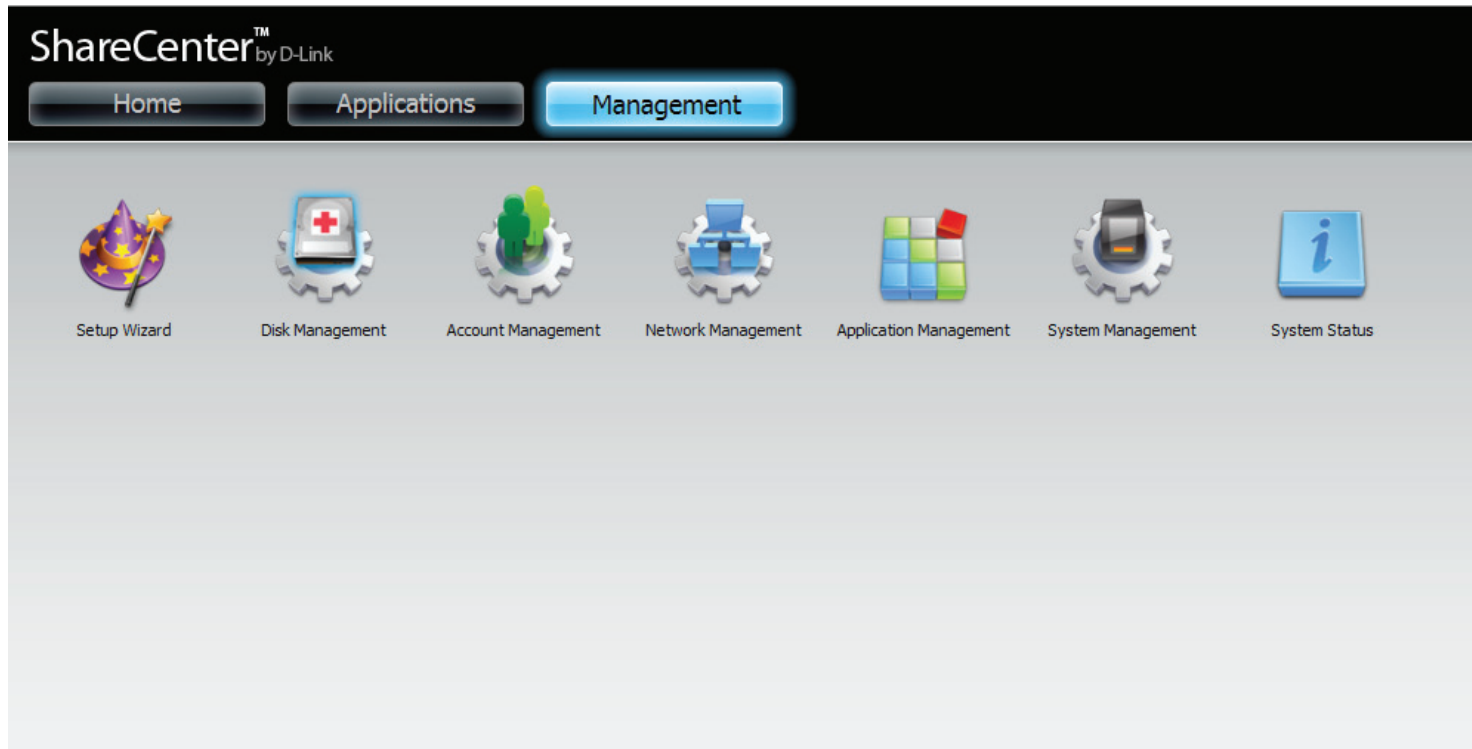 ShareCenter™ by D-Link
Home Applications Management
Setup Wizard Disk Management Account Management Network Management Application Management System Management System Status